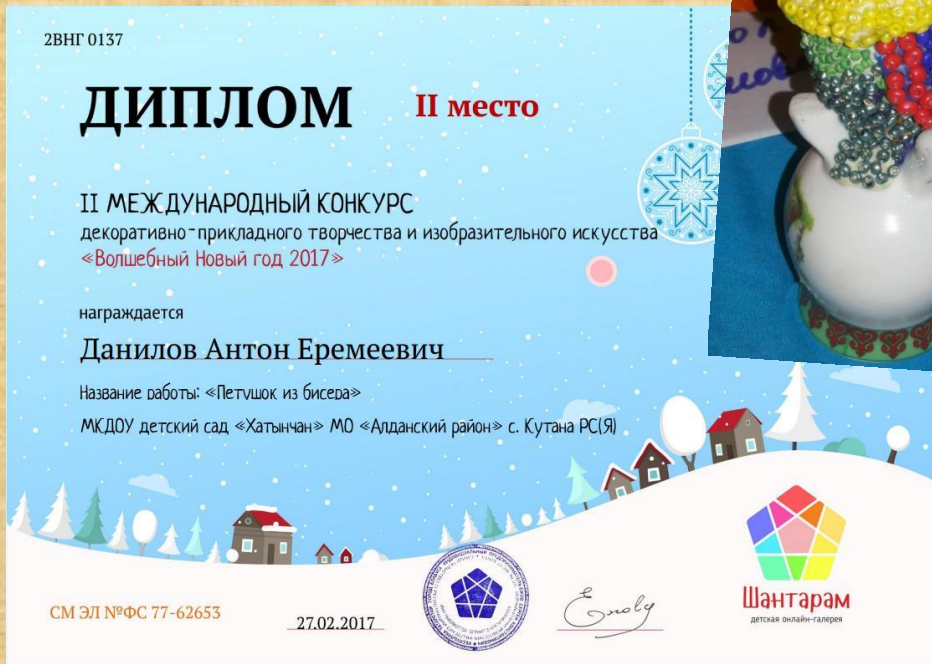 2ВНГ 0137
ДИПЛОМ
II место
II МЕЖДУНАРОДНЫЙ КОНКУРС
декоративно-прикладного творчества и изобразительного искусства
«Волшебный Новый год 2017»
награждается
Данилов Антон Еремеевич
Название работы: «Петушок из бисера»
МКДОУ детский сад «Хатынчан» МО «Алданский район» с. Кутана РС(Я)
СМ ЭЛ №ФС 77-62653
27.02.2017
Шантарам
детская онлайн-галерея